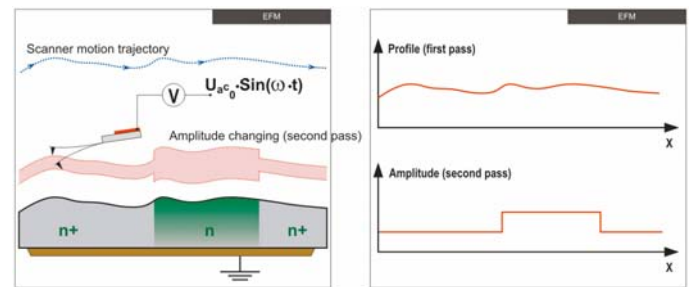 EFM
Scanner motion trajectory
V
Uac₀·Sin(ω·t)
Amplitude changing (second pass)
n+
n
n+
EFM
Profile (first pass)
X
Amplitude (second pass)
X